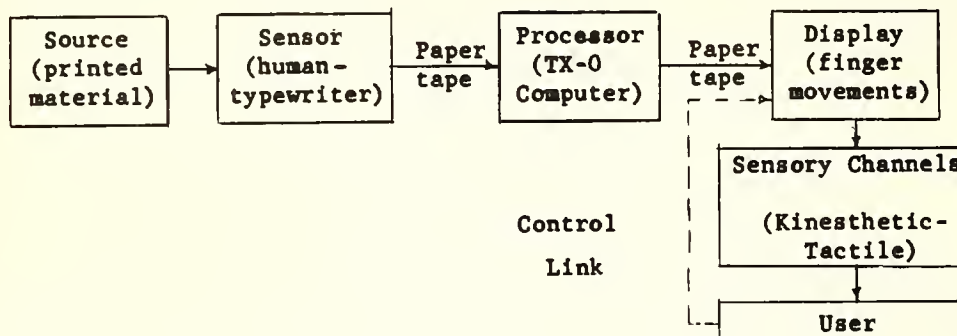 Source
(printed
material)
Sensor
(human-
typewriter)
Paper
tape
Processor
(TX-0
Computer)
Paper
tape
Display
(finger
movements)
Sensory Channels
(Kinesthetic-
Tactile)
Control
Link
User